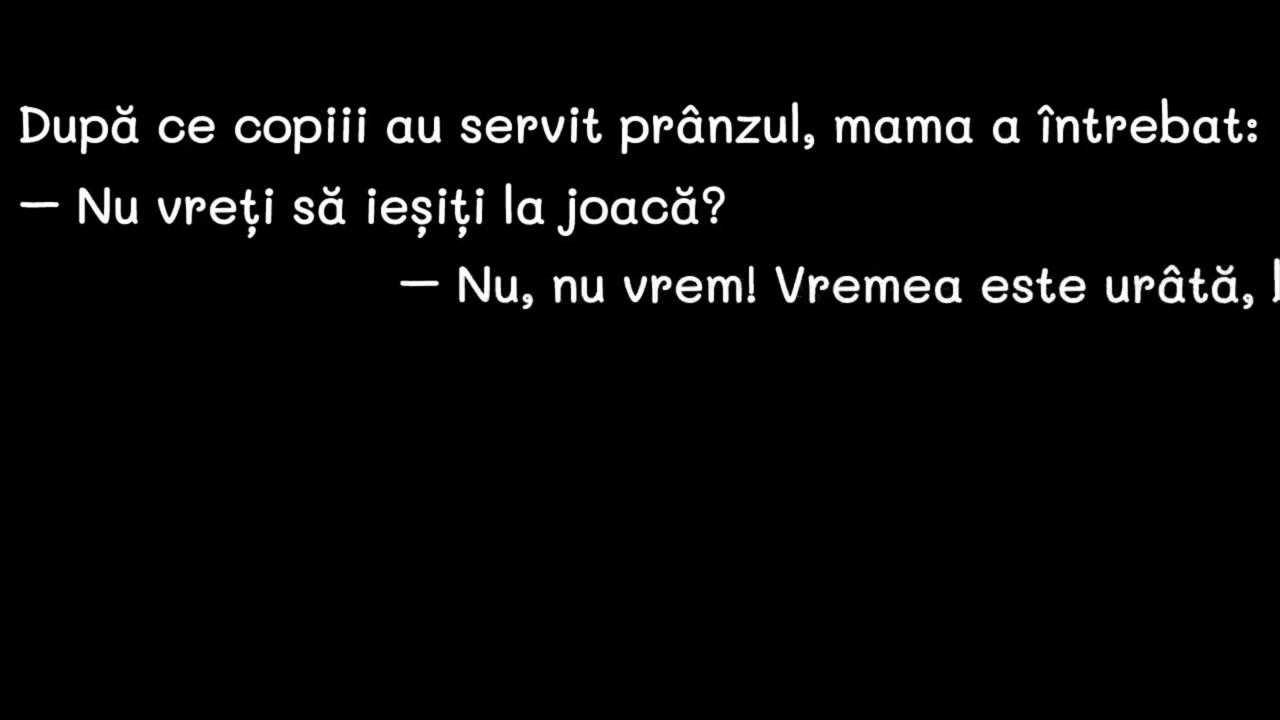 După ce copiii au servit prânzul, mama a întrebat:
— Nu vreți să ieșiți la joacă?
— Nu, nu vrem! Vremea este urâtă,